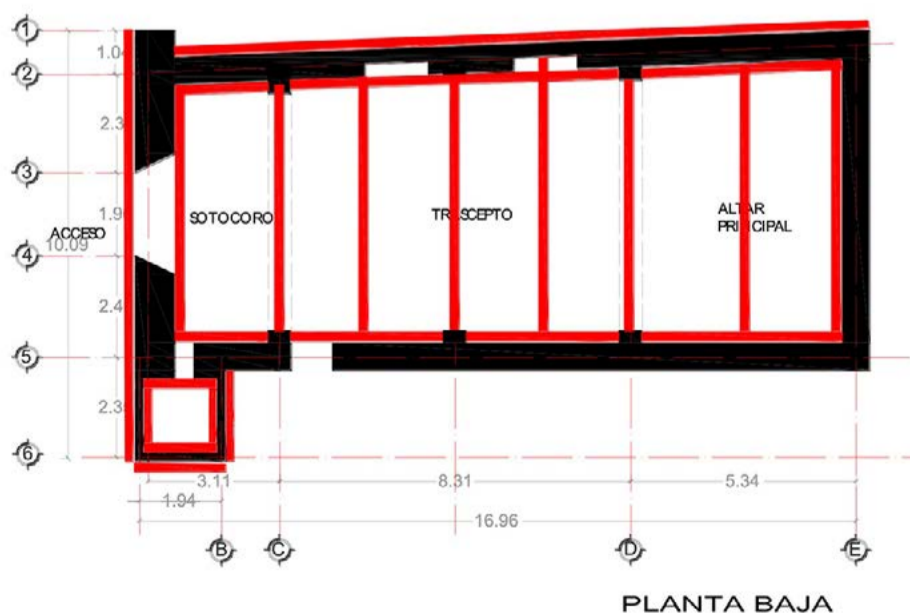 1
1.0
2
2.3
3
1.9
SOTOCORO
ALTAR
PRINCIPAL
ACCESO
10.09
4
2.4
5
2.3
6
3.11
8.31
5.34
1.94
16.96
B
C
D
E
PLANTA BAJA